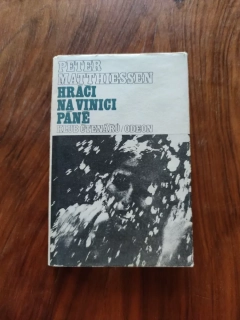 PETER
MATTHIESSEN
HRÁČI
NA VINICI
PÁNĚ
KLUB ČTENÁŘŮ ODEON